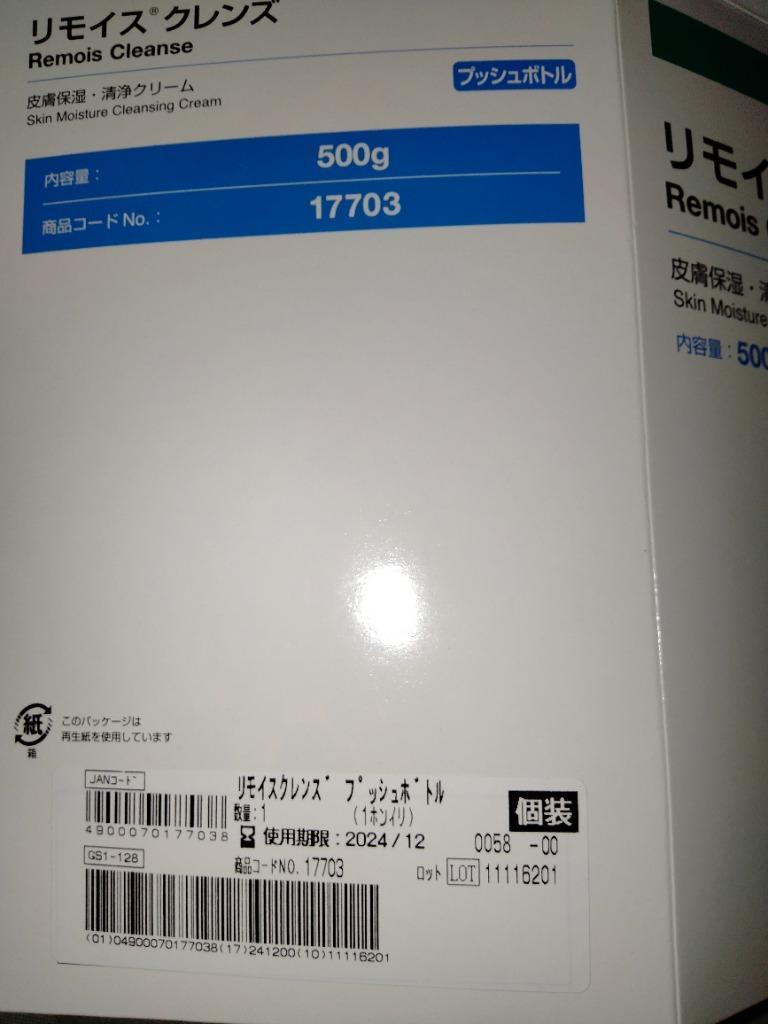 リモイス®クレンズ
Remois Cleanse
プッシュボトル
皮膚保湿・清浄クリーム
Skin Moisture Cleansing Cream
内容量： 500g
商品コードNo.： 17703
リモイ
Remois
皮膚保湿・清
Skin Moisture
内容量：500
紙
箱
このパッケージは
再生紙を使用しています
JANコード
4900070177038
リモイスクレンズ プッシュボトル
数量:1 (1ホンイリ)
個装
使用期限:2024/12 0058 -00
商品コードNO.17703 ロット LOT 11116201
GS1-128
(01)04900070177038(17)241200(10)11116201